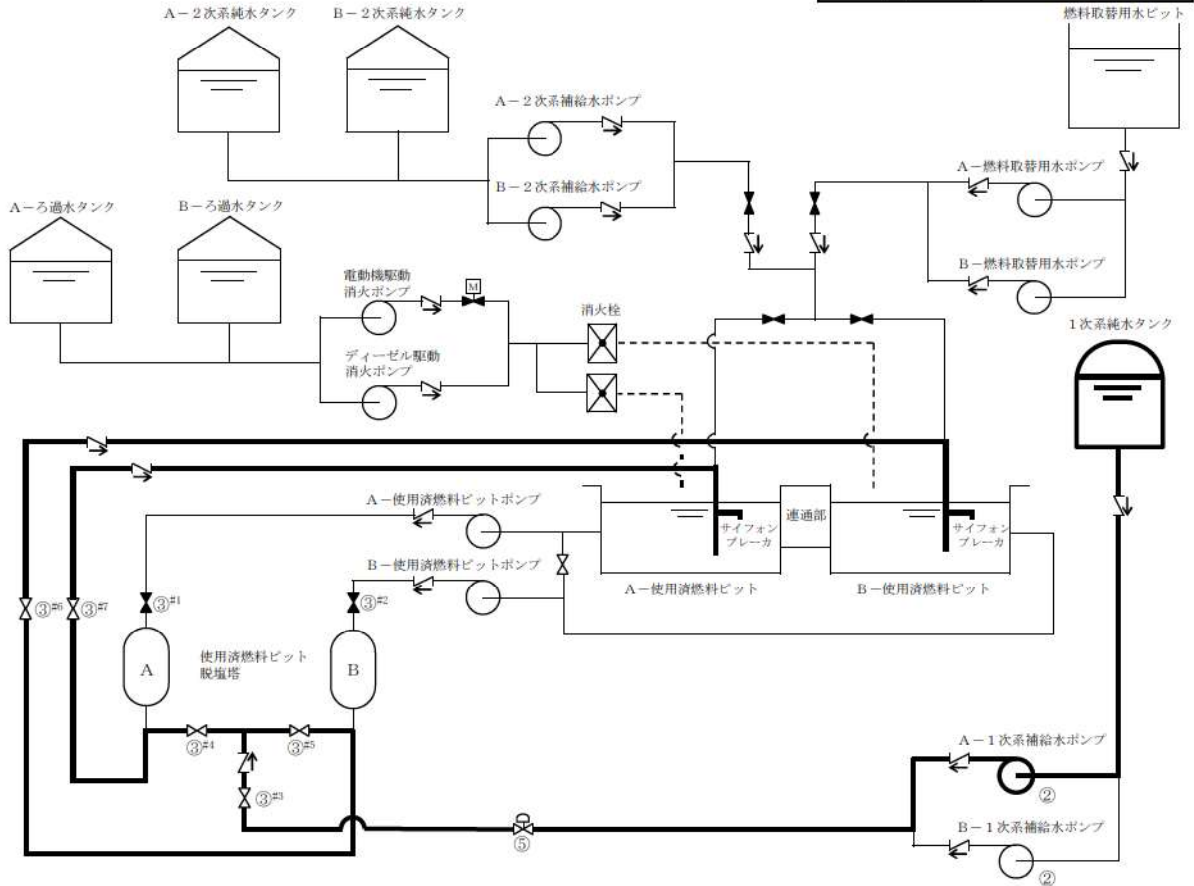 A－2次系純水タンク
B－2次系純水タンク
燃料取替用水ピット
A－2次系補給水ポンプ
B－2次系補給水ポンプ
A－燃料取替用水ポンプ
B－燃料取替用水ポンプ
A－ろ過水タンク
B－ろ過水タンク
電動機駆動
消火ポンプ
M
ディーゼル駆動
消火ポンプ
消火栓
1次系純水タンク
A－使用済燃料ピットポンプ
B－使用済燃料ピットポンプ
連通部
サイフォン
ブレーカ
サイフォン
ブレーカ
A－使用済燃料ピット
B－使用済燃料ピット
③#6
③#7
③#1
③#2
A
使用済燃料ピット
脱塩塔
B
③#4
③#5
③#3
⑤
A－1次系補給水ポンプ
②
B－1次系補給水ポンプ
②